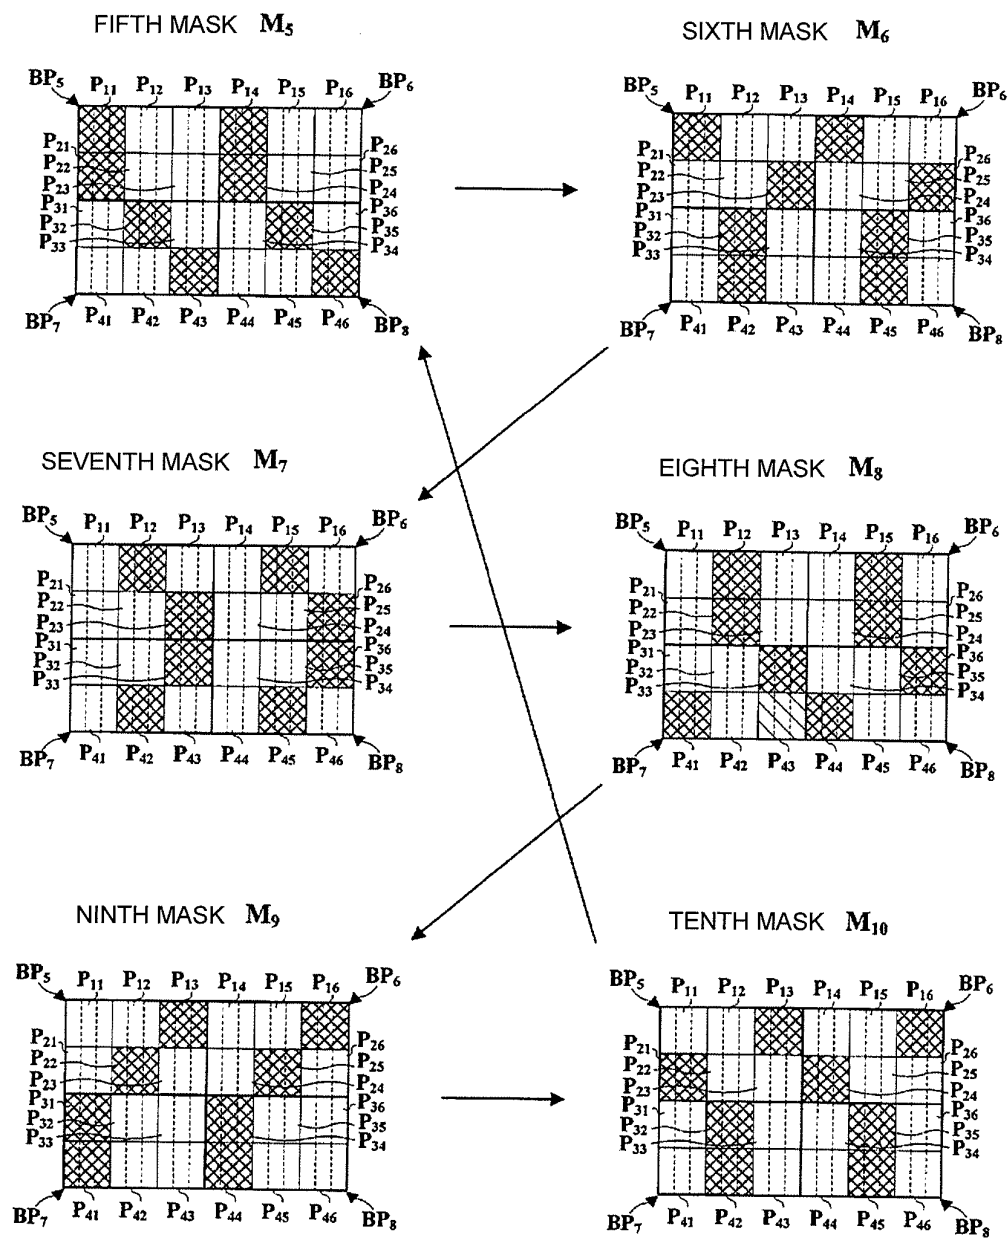 FIFTH MASK M5
SIXTH MASK M6
BP5 P11 P12 P13 P14 P15 P16 BP6
P21 P26
P22 P25
P23 P24
P31 P36
P32 P35
P33 P34
BP7 P41 P42 P43 P44 P45 P46 BP8
BP5 P11 P12 P13 P14 P15 P16 BP6
P21 P26
P22 P25
P23 P24
P31 P36
P32 P35
P33 P34
BP7 P41 P42 P43 P44 P45 P46 BP8
SEVENTH MASK M7
EIGHTH MASK M8
BP5 P11 P12 P13 P14 P15 P16 BP6
P21 P26
P22 P25
P23 P24
P31 P36
P32 P35
P33 P34
BP7 P41 P42 P43 P44 P45 P46 BP8
BP5 P11 P12 P13 P14 P15 P16 BP6
P21 P26
P22 P25
P23 P24
P31 P36
P32 P35
P33 P34
BP7 P41 P42 P43 P44 P45 P46 BP8
NINTH MASK M9
TENTH MASK M10
BP5 P11 P12 P13 P14 P15 P16 BP6
P21 P26
P22 P25
P23 P24
P31 P36
P32 P35
P33 P34
BP7 P41 P42 P43 P44 P45 P46 BP8
BP5 P11 P12 P13 P14 P15 P16 BP6
P21 P26
P22 P25
P23 P24
P31 P36
P32 P35
P33 P34
BP7 P41 P42 P43 P44 P45 P46 BP8